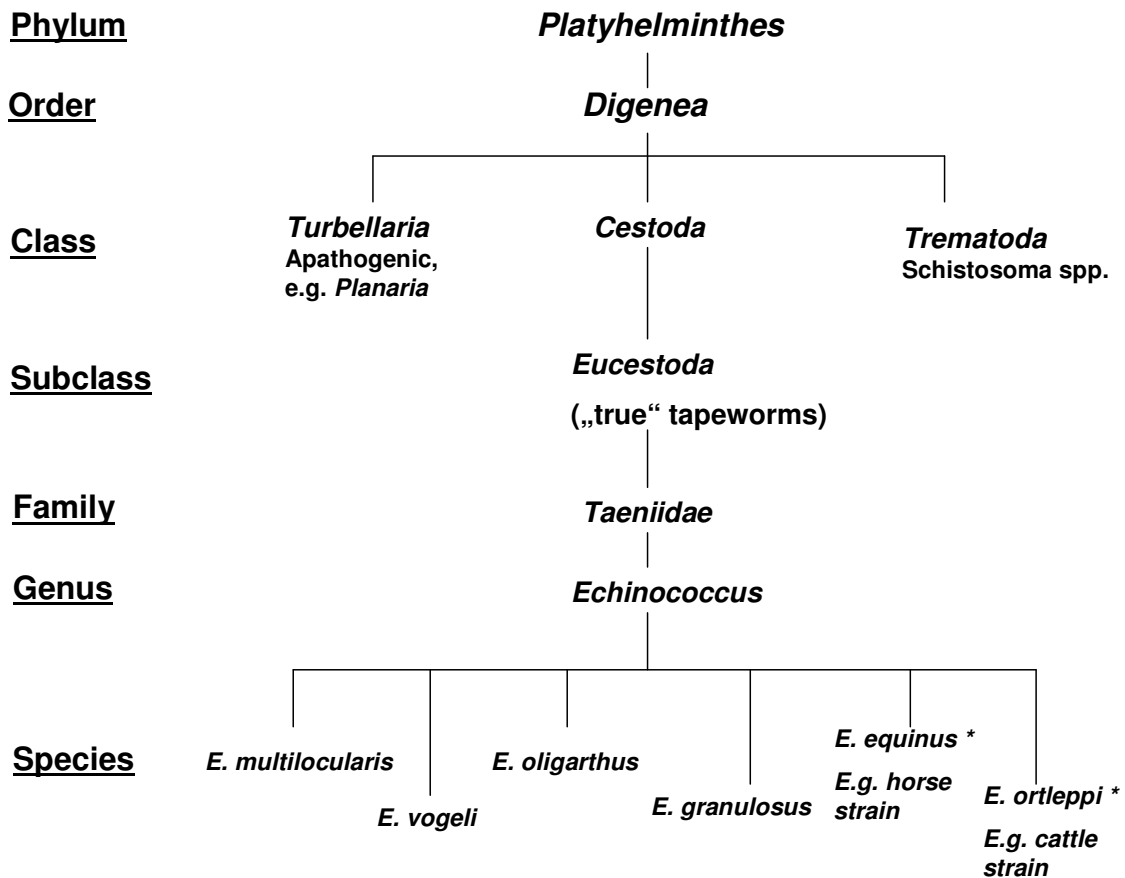 Phylum Platyhelminthes
Order Digenea
Class
Turbellaria
Apathogenic,
e.g. Planaria
Cestoda
Trematoda
Schistosoma spp.
Subclass
Eucestoda
(„true“ tapeworms)
Family Taeniidae
Genus Echinococcus
Species
E. multilocularis
E. vogeli
E. oligarthus
E. granulosus
E. equinus *
E.g. horse
strain
E. ortleppi *
E.g. cattle
strain